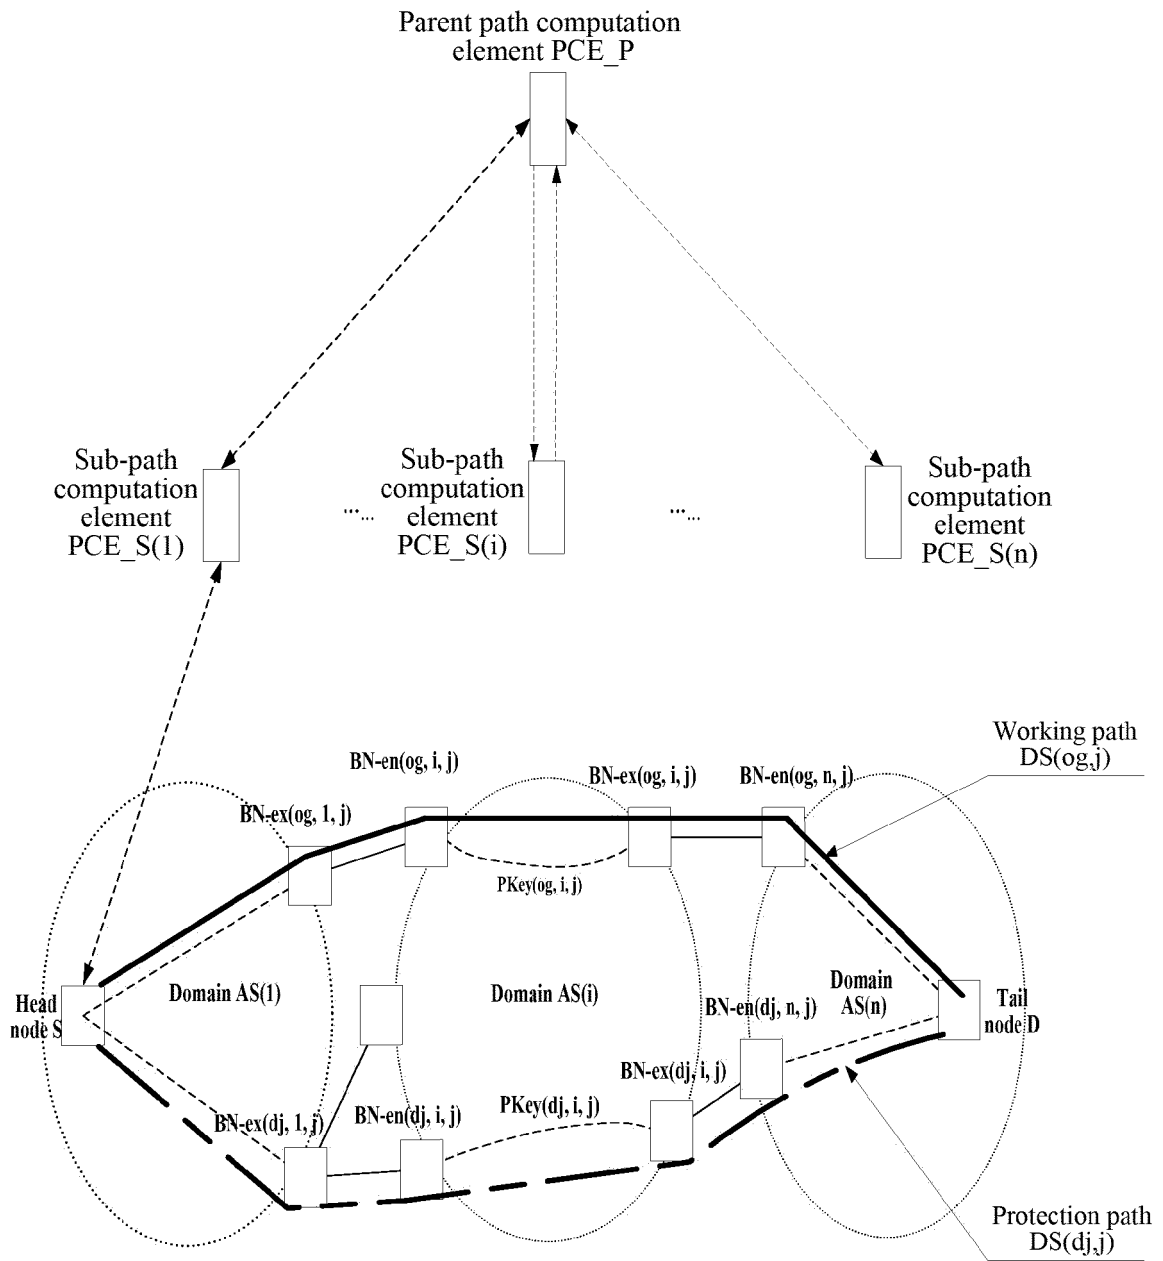 Parent path computation
element PCE_P
Sub-path
computation
element
PCE_S(1)
...
...
Sub-path
computation
element
PCE_S(i)
...
...
Sub-path
computation
element
PCE_S(n)
Working path
DS(og,j)
BN-en(og, i, j)
BN-ex(og, i, j)
BN-en(og, n, j)
BN-ex(og, 1, j)
PKey(og, i, j)
Domain AS(1)
Domain AS(i)
Domain
AS(n)
Head
node S
Tail
node D
BN-en(dj, n, j)
BN-ex(dj, i, j)
PKey(dj, i, j)
BN-en(dj, i, j)
BN-ex(dj, 1, j)
Protection path
DS(dj,j)